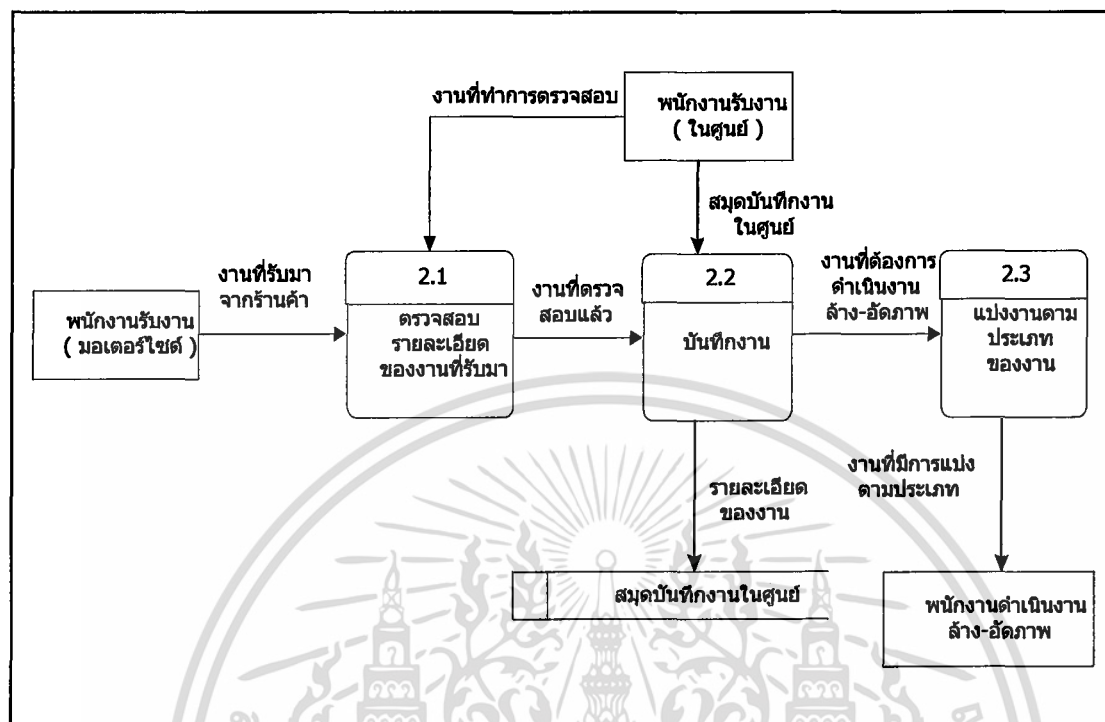 งานที่ทำการตรวจสอบ
พนักงานรับงาน
( ในศูนย์ )
สมุดบันทึกงาน
ในศูนย์
งานที่รับมา
จากร้านค้า
2.1
งานที่ตรวจ
สอบแล้ว
2.2
งานที่ต้องการ
ดำเนินงาน
ล้าง-อัดภาพ
2.3
พนักงานรับงาน
( มอเตอร์ไซด์ )
ตรวจสอบ
รายละเอียด
ของงานที่รับมา
บันทึกงาน
แบ่งงานตาม
ประเภท
ของงาน
รายละเอียด
ของงาน
งานที่มีการแบ่ง
ตามประเภท
สมุดบันทึกงานในศูนย์
พนักงานดำเนินงาน
ล้าง-อัดภาพ